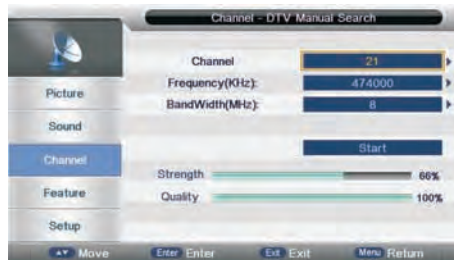 Channel - DTV Manual Search
Channel 21
Frequency(KHz): 474000
BandWidth(MHz): 8
Start
Strength 66%
Quality 100%
Picture
Sound
Channel
Feature
Setup
▲▼ Move Enter Enter Exit Exit Menu Return